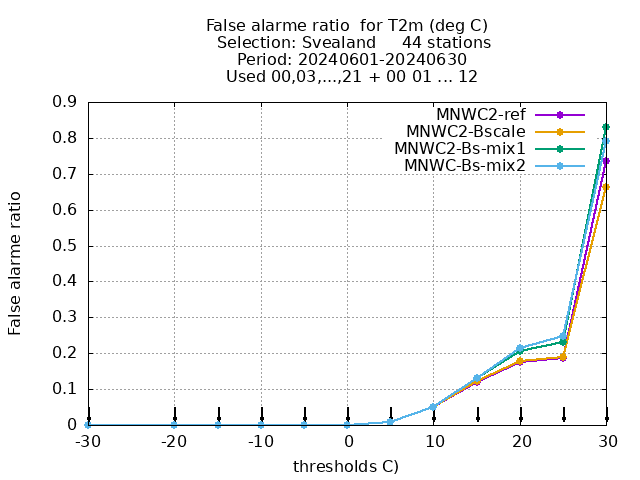 False alarme ratio  for T2m (deg C)
Selection: Svealand     44 stations
Period: 20240601-20240630
Used 00,03,...,21 + 00 01 ... 12
MNWC2-ref
MNWC2-Bscale
MNWC2-Bs-mix1
MNWC-Bs-mix2
False alarme ratio
0.9
0.8
0.7
0.6
0.5
0.4
0.3
0.2
0.1
0
-30 -20 -10 0 10 20 30
thresholds C)